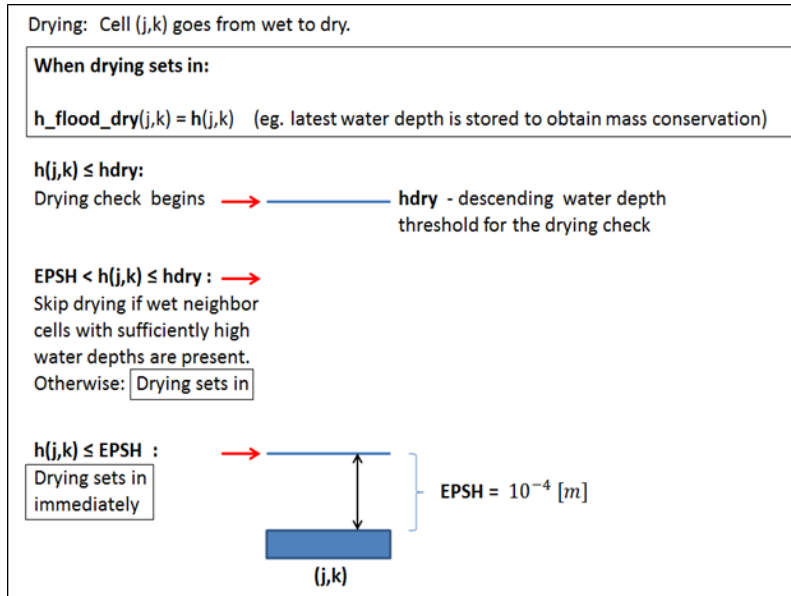 Drying: Cell (j,k) goes from wet to dry.
When drying sets in:
h_flood_dry(j,k) = h(j,k) (eg. latest water depth is stored to obtain mass conservation)
h(j,k) ≤ hdry:
Drying check begins
hdry - descending water depth
threshold for the drying check
EPSH < h(j,k) ≤ hdry :
Skip drying if wet neighbor
cells with sufficiently high
water depths are present.
Otherwise: Drying sets in
h(j,k) ≤ EPSH :
Drying sets in
immediately
EPSH = 10⁻⁴ [m]
(j,k)